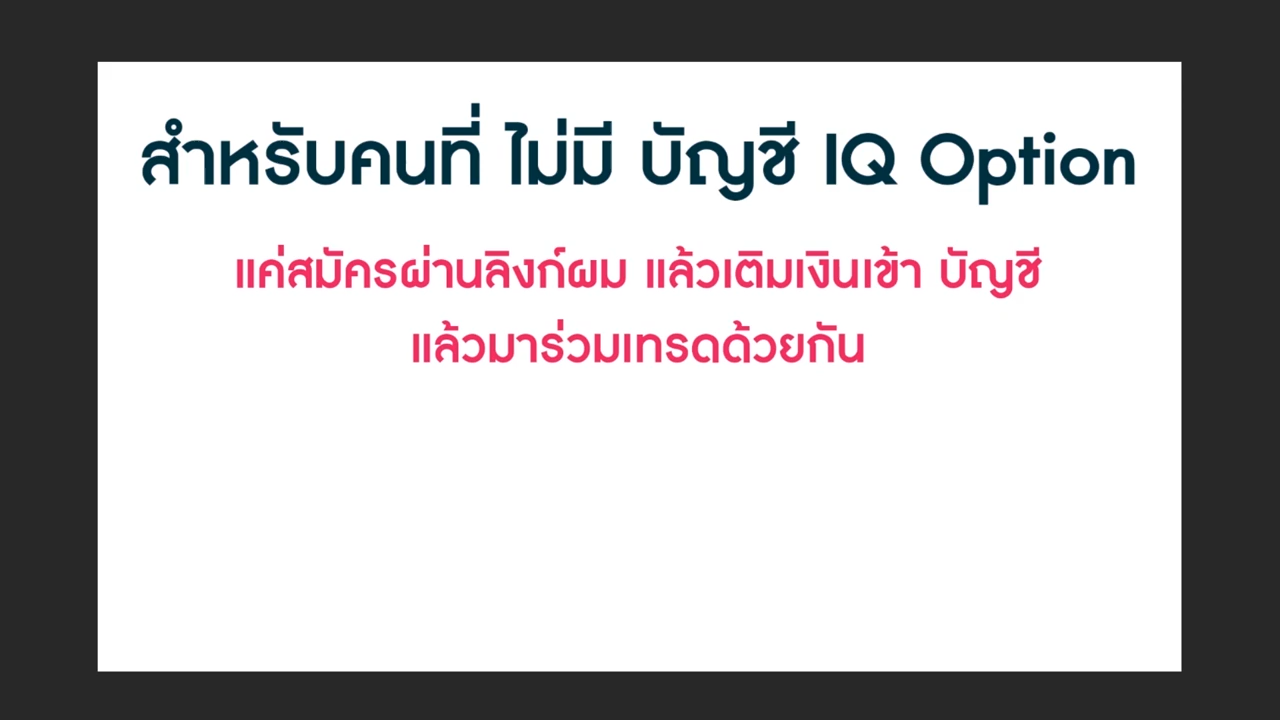 สำหรับคนที่ ไม่มี บัญชี IQ Option
แค่สมัครผ่านลิงก์ผม แล้วเติมเงินเข้า บัญชี
แล้วมาร่วมเทรดด้วยกัน